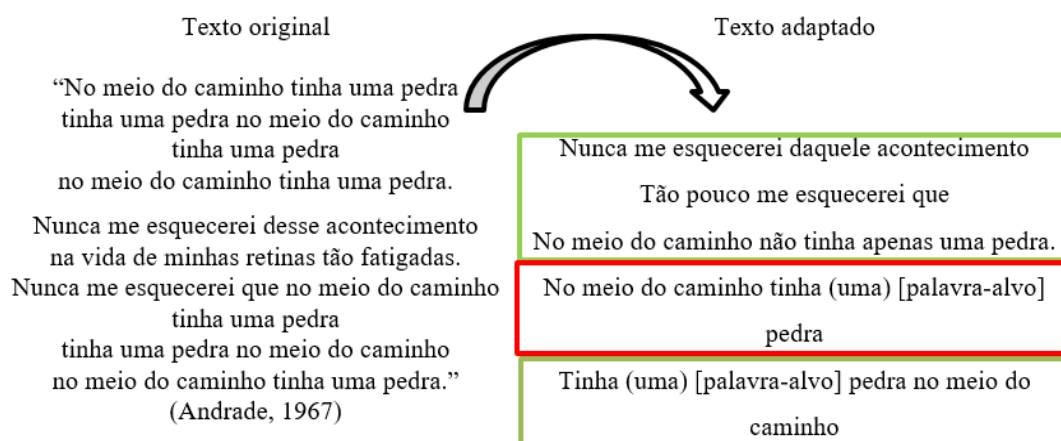 Texto original
“No meio do caminho tinha uma pedra
tinha uma pedra no meio do caminho
tinha uma pedra
no meio do caminho tinha uma pedra.
Nunca me esquecerei desse acontecimento
na vida de minhas retinas tão fatigadas.
Nunca me esquecerei que no meio do caminho
tinha uma pedra
tinha uma pedra no meio do caminho
no meio do caminho tinha uma pedra.”
(Andrade, 1967)
Texto adaptado
Nunca me esquecerei daquele acontecimento
Tão pouco me esquecerei que
No meio do caminho não tinha apenas uma pedra.
No meio do caminho tinha (uma) [palavra-alvo]
pedra
Tinha (uma) [palavra-alvo] pedra no meio do
caminho